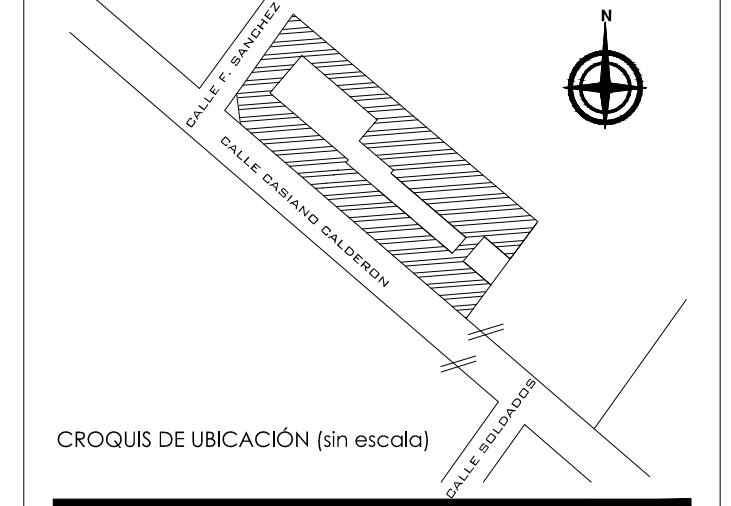 CALLE F. SANCHEZ
N
CALLE CASIANO CALDERON
CALLE SOLDADOS
CROQUIS DE UBICACIÓN (sin escala)